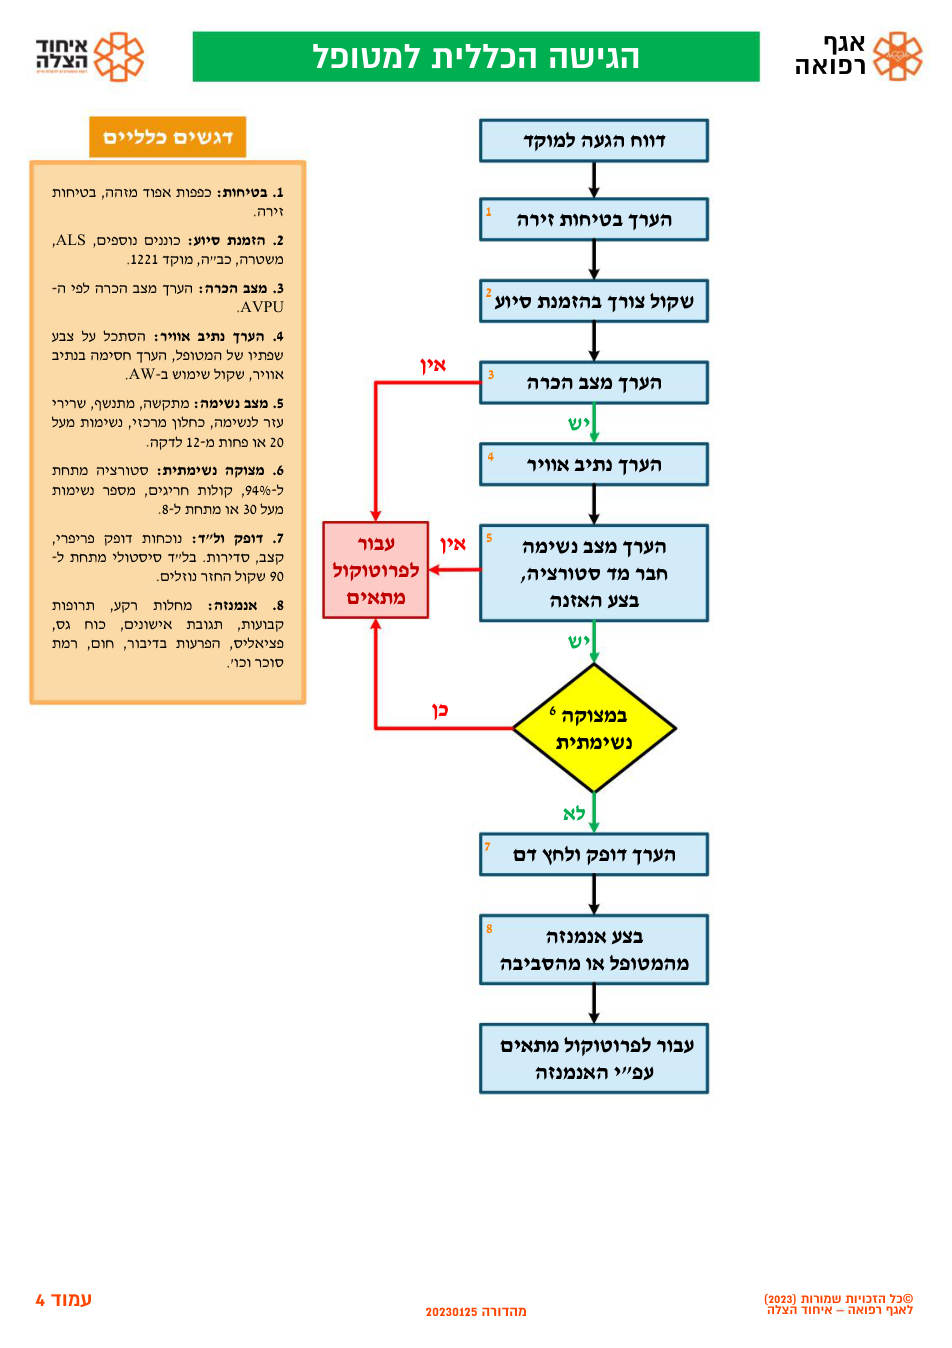 אגף
רפואה
הגישה הכללית למטופל
איחוד
הצלה
דווח הגעה למוקד
1 הערך בטיחות זירה
2 שקול צורך בהזמנת סיוע
3 הערך מצב הכרה
אין
יש
4 הערך נתיב אוויר
5 הערך מצב נשימה
חבר מד סטורציה,
בצע האזנה
אין
עבור
לפרוטוקול
מתאים
יש
במצוקה 6
נשימתית
כן
לא
7 הערך דופק ולחץ דם
8 בצע אנמנזה
מהמטופל או מהסביבה
עבור לפרוטוקול מתאים
עפ"י האנמנזה
דגשים כלליים
1. בטיחות: כפפות אפוד מזהה, בטיחות
זירה.
2. הזמנת סיוע: כוננים נוספים, ALS,
משטרה, כב"ה, מוקד 1221.
3. מצב הכרה: הערך מצב הכרה לפי ה-
AVPU.
4. הערך נתיב אוויר: הסתכל על צבע
שפתיו של המטופל, הערך חסימה בנתיב
אוויר, שקול שימוש ב-AW.
5. מצב נשימה: מתקשה, מתנשף, שרירי
עזר לנשימה, כחלון מרכזי, נשימות מעל
20 או פחות מ-12 לדקה.
6. מצוקה נשימתית: סטורציה מתחת
ל-94%, קולות חריגים, מספר נשימות
מעל 30 או מתחת ל-8.
7. דופק ול"ד: נוכחות דופק פריפרי,
קצב, סדירות. בל"ד סיסטולי מתחת ל-
90 שקול החזר נוזלים.
8. אנמנזה: מחלות רקע, תרופות
קבועות, תגובת אישונים, כוח גס,
פציאליס, הפרעות בדיבור, חום, רמת
סוכר וכו'.
©כל הזכויות שמורות (2023)
לאגף רפואה – איחוד הצלה
מהדורה 20230125
עמוד 4